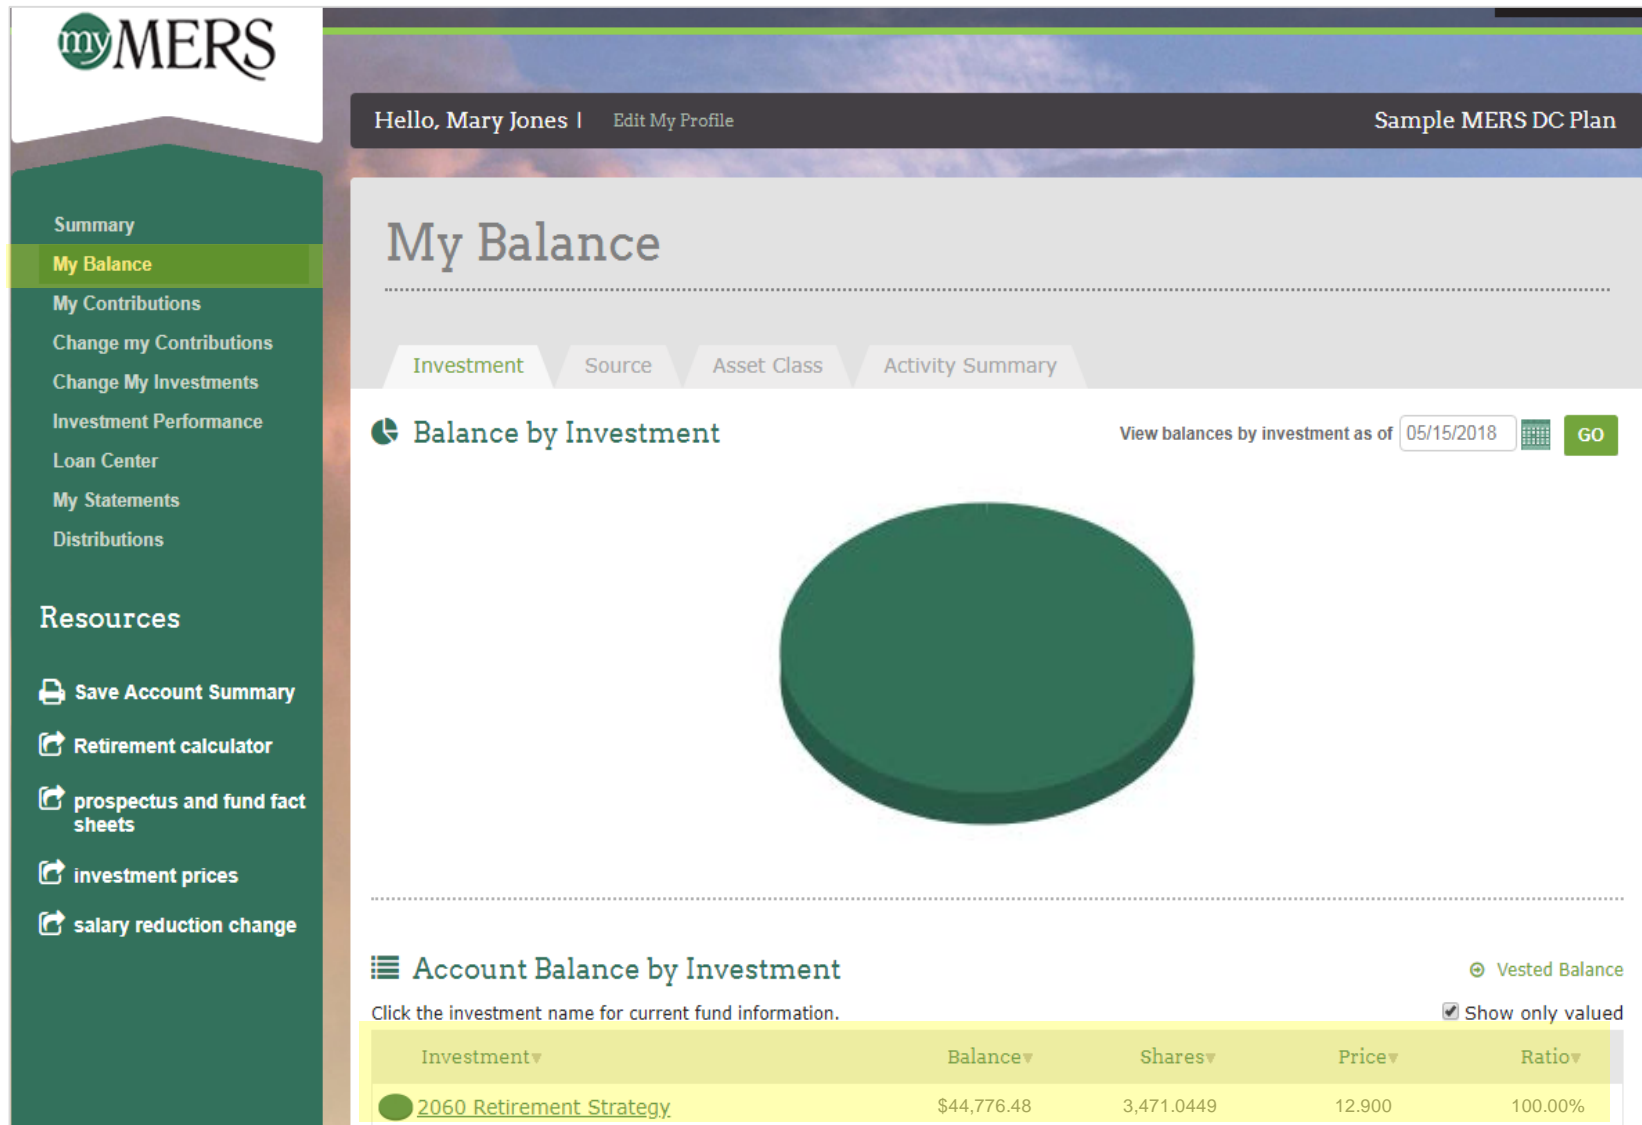 myMERS
Hello, Mary Jones | Edit My Profile
Sample MERS DC Plan
Summary
My Balance
My Contributions
Change my Contributions
Change My Investments
Investment Performance
Loan Center
My Statements
Distributions
Resources
Save Account Summary
Retirement calculator
prospectus and fund fact
sheets
investment prices
salary reduction change
My Balance
Investment Source Asset Class Activity Summary
Balance by Investment
View balances by investment as of 05/15/2018 GO
Account Balance by Investment
Vested Balance
Click the investment name for current fund information.
Show only valued
Investment Balance Shares Price Ratio
2060 Retirement Strategy $44,776.48 3,471.0449 12.900 100.00%